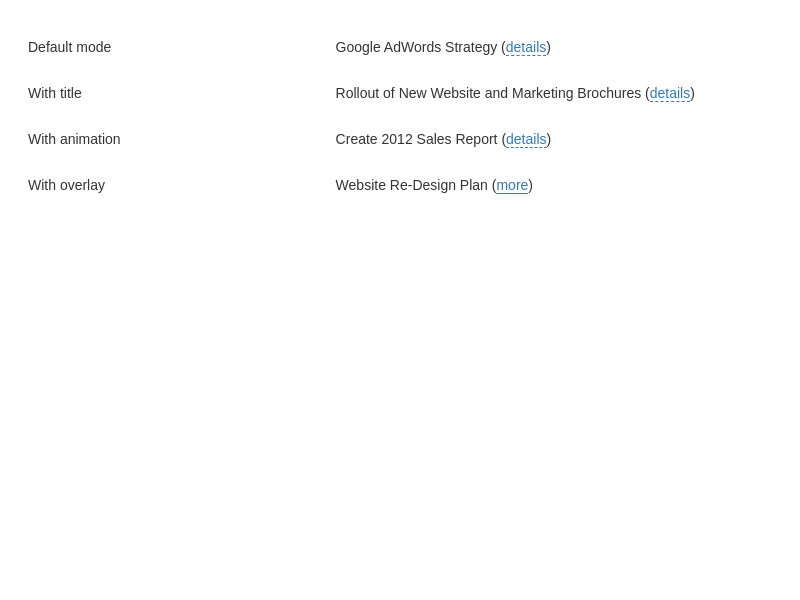 Default mode Google AdWords Strategy (details)
With title Rollout of New Website and Marketing Brochures (details)
With animation Create 2012 Sales Report (details)
With overlay Website Re-Design Plan (more)